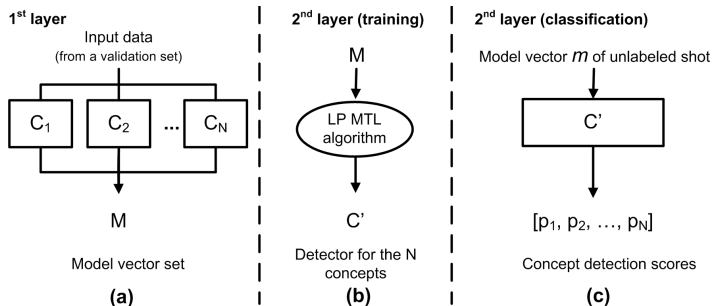 1st layer
Input data
(from a validation set)
C1 C2 ... CN
M
Model vector set
(a)
2nd layer (training)
M
LP MTL
algorithm
C'
Detector for the N
concepts
(b)
2nd layer (classification)
Model vector m of unlabeled shot
C'
[p1, p2, ..., pN]
Concept detection scores
(c)